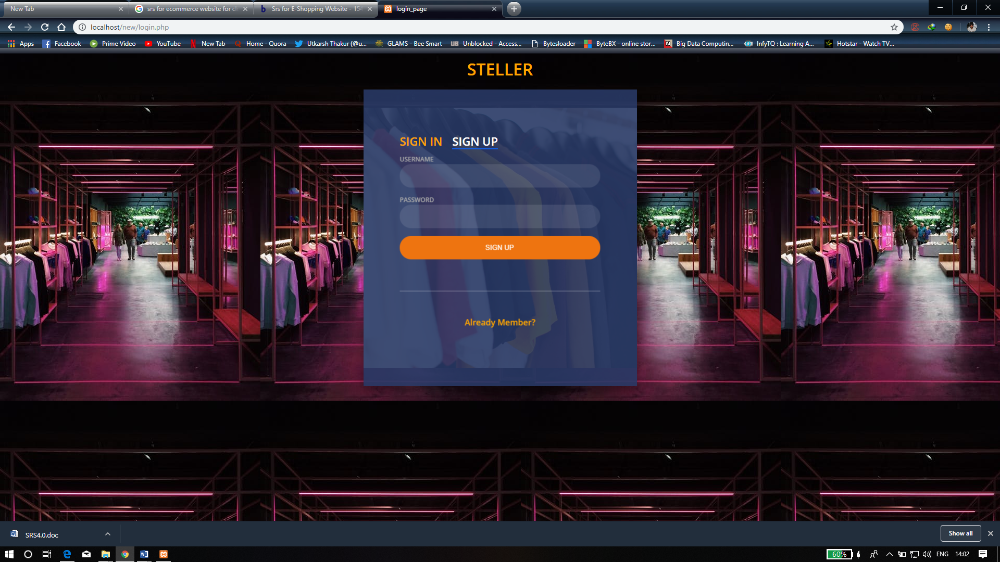 New Tab
srs for ecommerce website for cl
Srs for E-Shopping Website - 154
login_page
localhost/new/login.php
Apps
Facebook
Prime Video
YouTube
New Tab
Home - Quora
Utkarsh Thakur (@u...
GLAMS - Bee Smart
UB
Unblocked - Access...
Bytesloader
ByteBX - online stor...
Big Data Computin...
InfyTQ : Learning A...
Hotstar - Watch TV...
STELLER
SIGN IN SIGN UP
USERNAME
PASSWORD
SIGN UP
Already Member?
SRS4.0.doc
Show all
60%
ENG
14:02